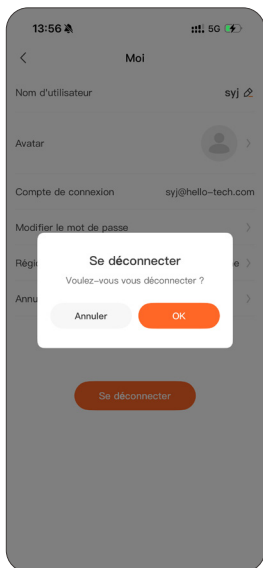 13:56
5G
Moi
Nom d'utilisateur
syj
Avatar
Compte de connexion
syj@hello-tech.com
Modifier le mot de passe
Se déconnecter
Voulez-vous vous déconnecter ?
Annuler
OK
Se déconnecter